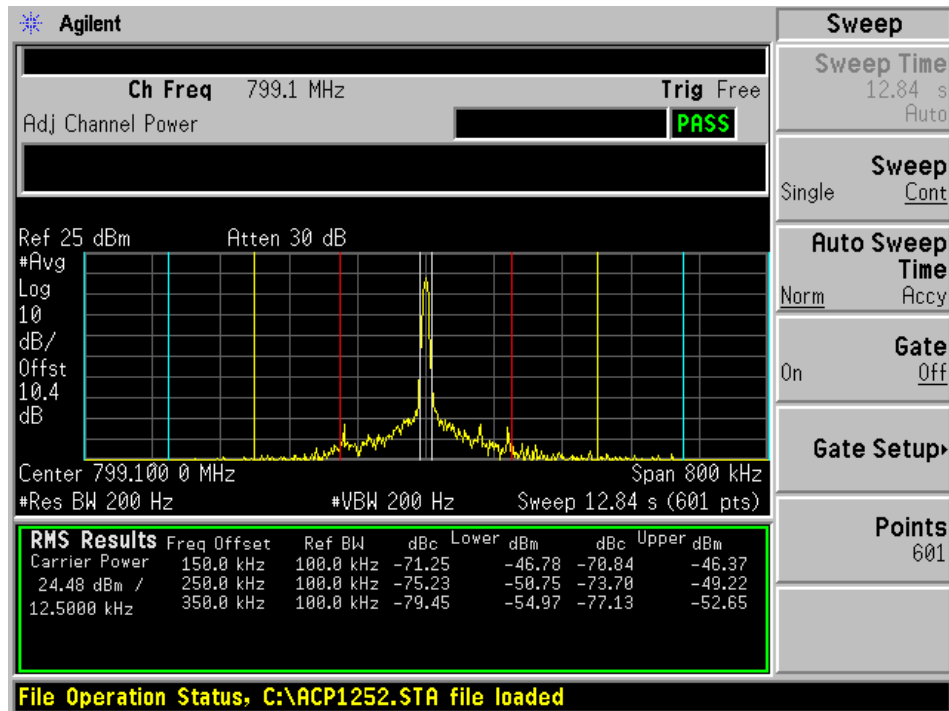 Agilent
Sweep
Ch Freq 799.1 MHz Trig Free
Adj Channel Power PASS
Ref 25 dBm Atten 30 dB
#Avg
Log
10
dB/
Offst
10.4
dB
Center 799.100 0 MHz Span 800 kHz
#Res BW 200 Hz #VBW 200 Hz Sweep 12.84 s (601 pts)
RMS Results Freq Offset Ref BW dBc Lower dBm dBc Upper dBm
Carrier Power 150.0 kHz 100.0 kHz -71.25 -46.78 -70.84 -46.37
24.48 dBm / 250.0 kHz 100.0 kHz -75.23 -50.75 -73.70 -49.22
12.5000 kHz 350.0 kHz 100.0 kHz -79.45 -54.97 -77.13 -52.65
File Operation Status, C:\ACP1252.STA file loaded
Sweep Time
12.84 s
Auto
Sweep
Single Cont
Auto Sweep
Time
Norm Accy
Gate
On Off
Gate Setup
Points
601